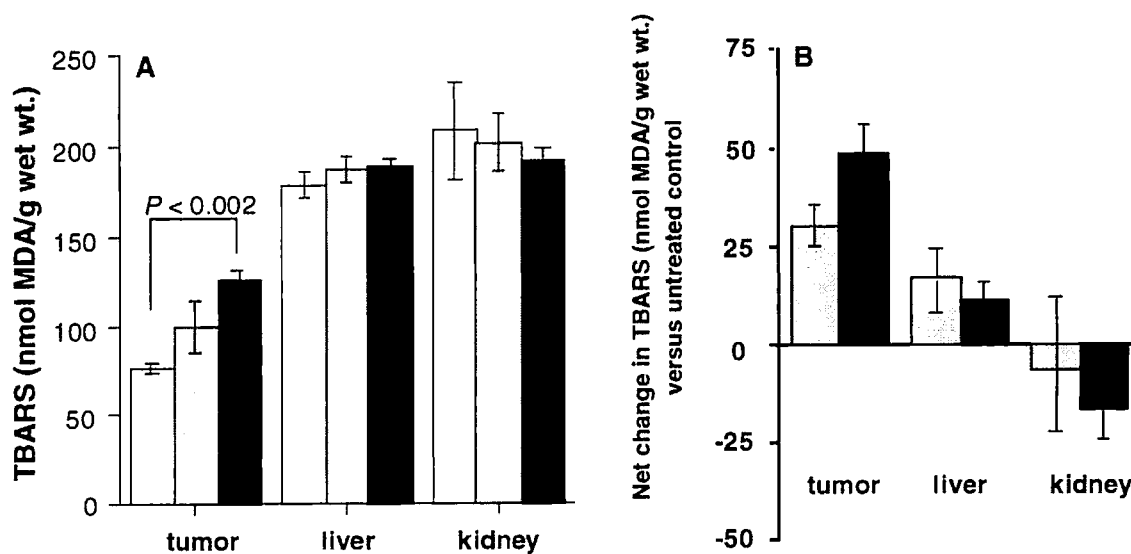 A
TBARS (nmol MDA/g wet wt.)
250
200
150
100
50
0
P < 0.002
tumor
liver
kidney
B
Net change in TBARS (nmol MDA/g wet wt.)
versus untreated control
75
50
25
0
-25
-50
tumor
liver
kidney